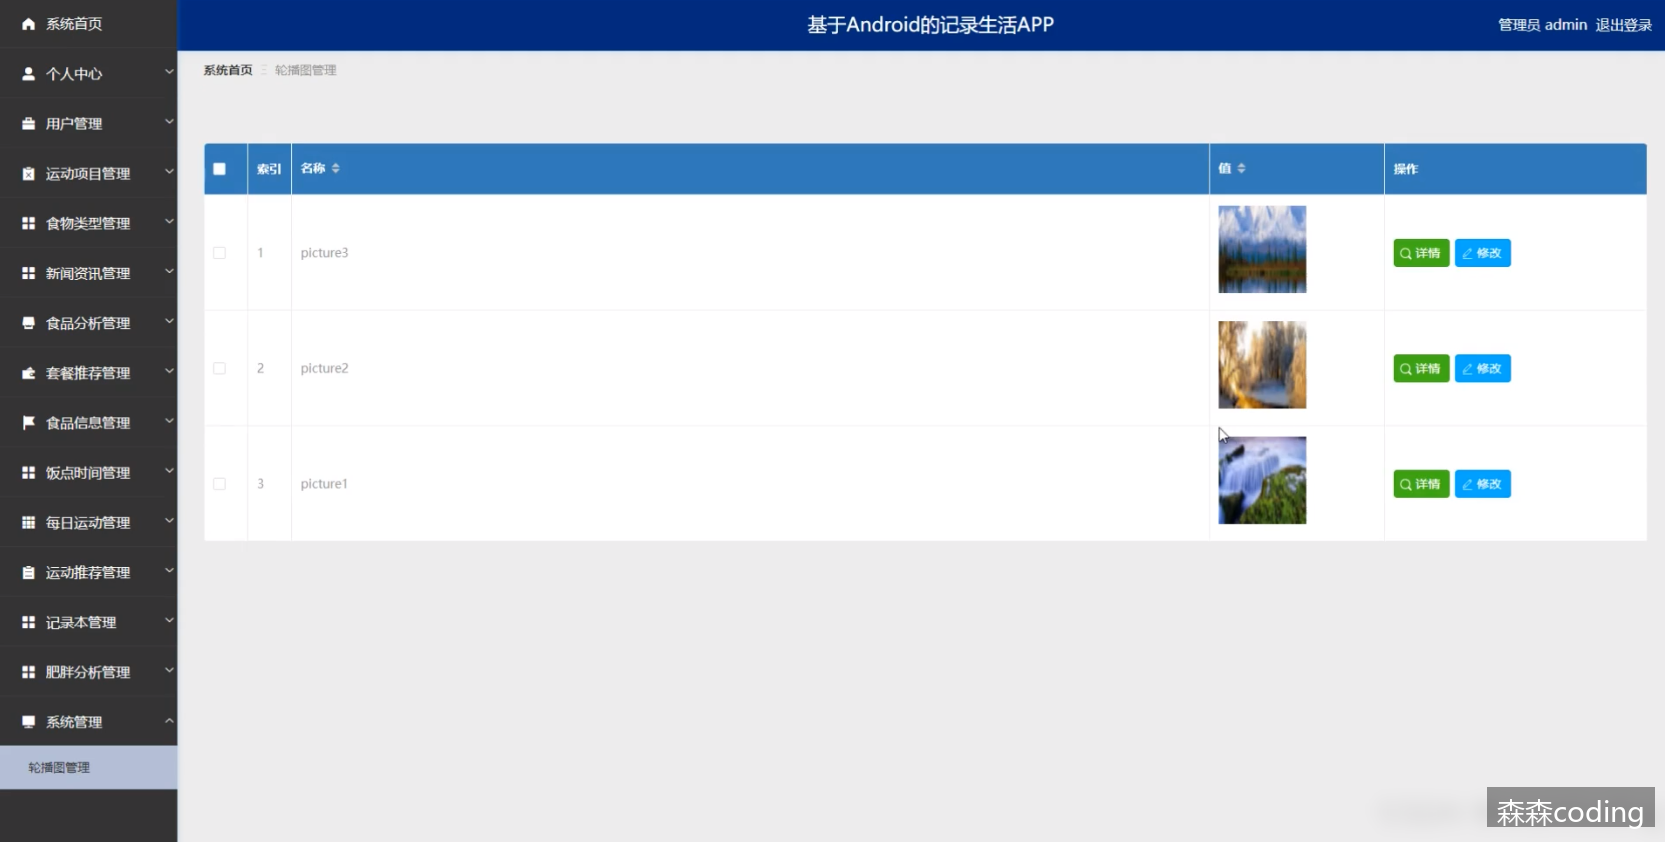 系统首页
个人中心
用户管理
运动项目管理
食物类型管理
新闻资讯管理
食品分析管理
套餐推荐管理
食品信息管理
饭点时间管理
每日运动管理
运动推荐管理
记录本管理
肥胖分析管理
系统管理
轮播图管理
基于Android的记录生活APP
管理员 admin 退出登录
系统首页 轮播图管理
索引 名称 值 操作
1 picture3 详情 修改
2 picture2 详情 修改
3 picture1 详情 修改
森森coding